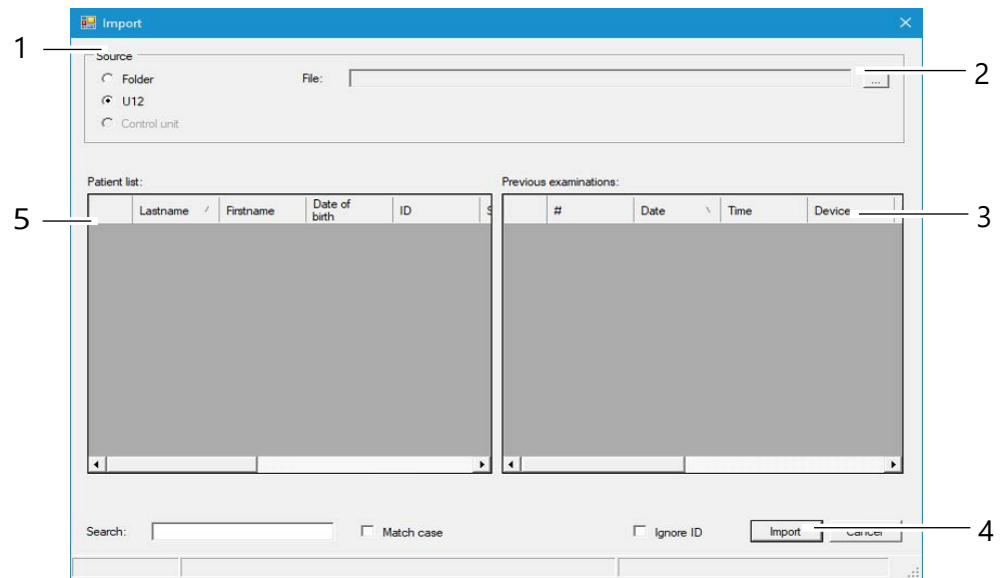 Import
1
Source
Folder
File:
...
2
U12
Control unit
Patient list:
Previous examinations:
5
Lastname
Firstname
Date of
birth
ID
S
#
Date
Time
Device
3
Search:
Match case
Ignore ID
Import
Cancel
4